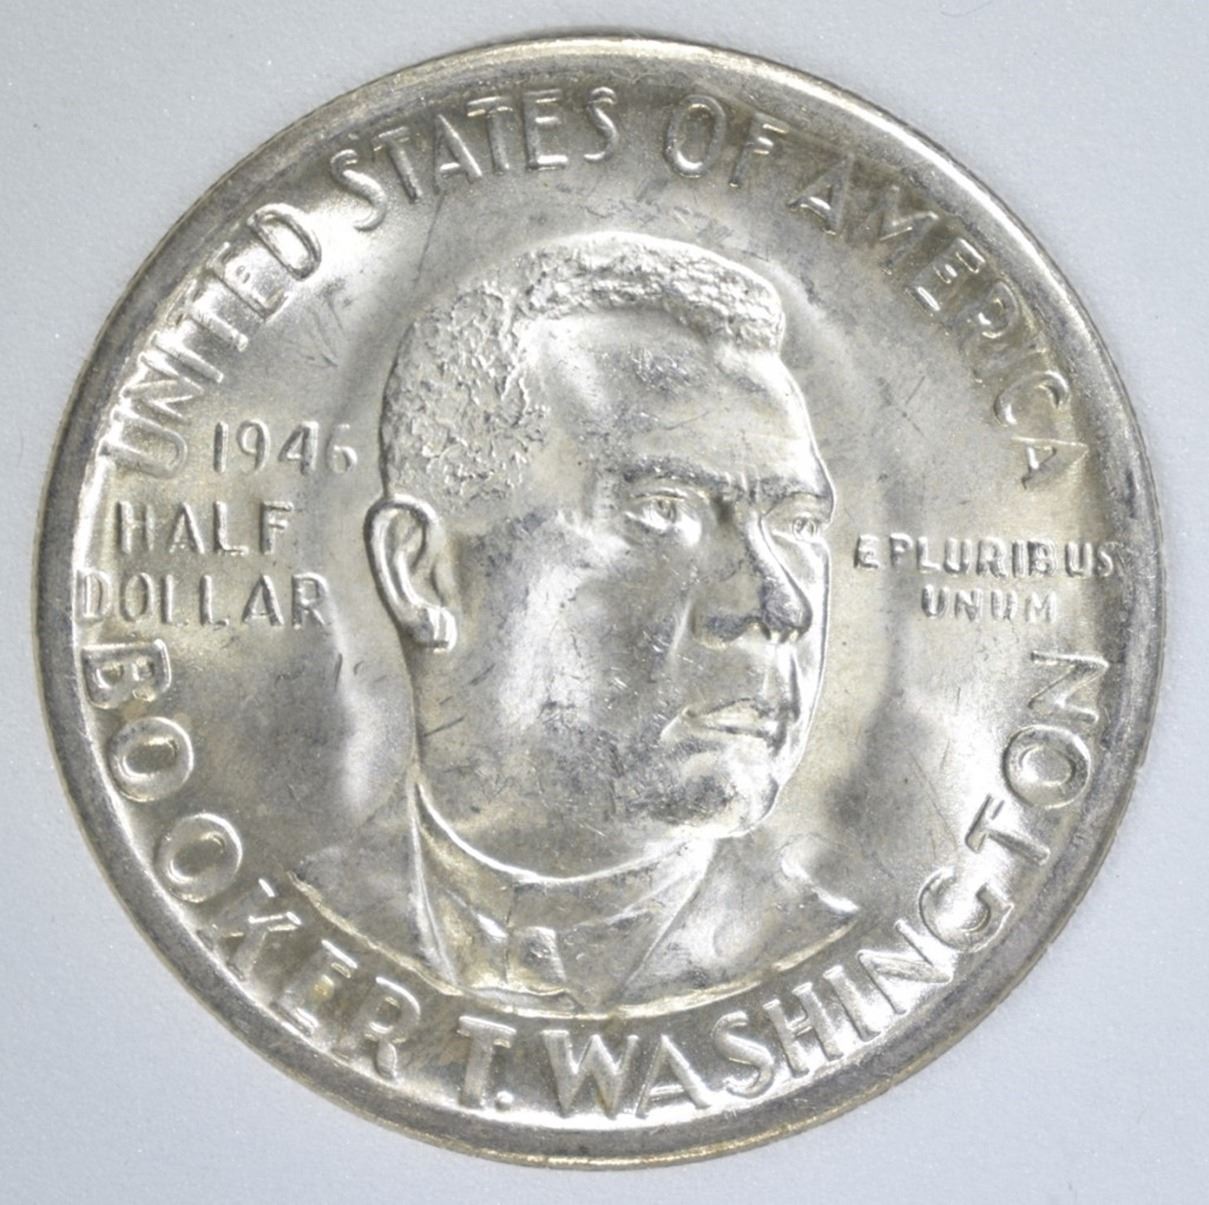 UNITED STATES OF AMERICA
1946
HALF
DOLLAR
E PLURIBUS
UNUM
BOOKER T. WASHINGTON